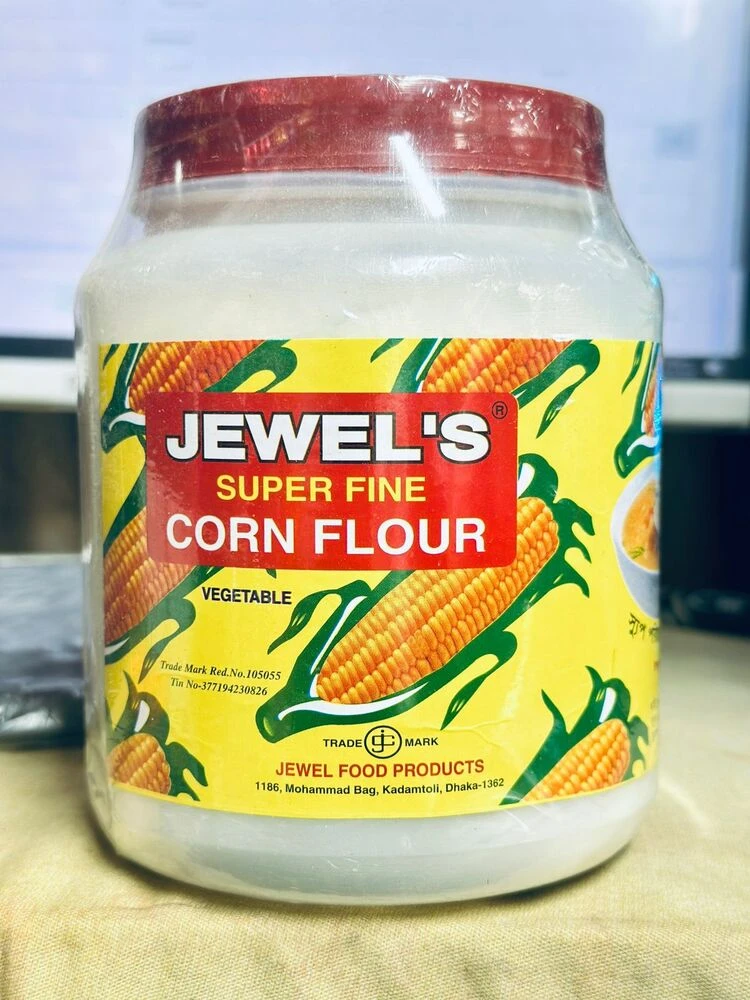 JEWEL'S ®
SUPER FINE
CORN FLOUR
VEGETABLE
Trade Mark Red.No.105055
Tin No-377194230826
TRADE jc MARK
JEWEL FOOD PRODUCTS
1186, Mohammad Bag, Kadamtoli, Dhaka-1362